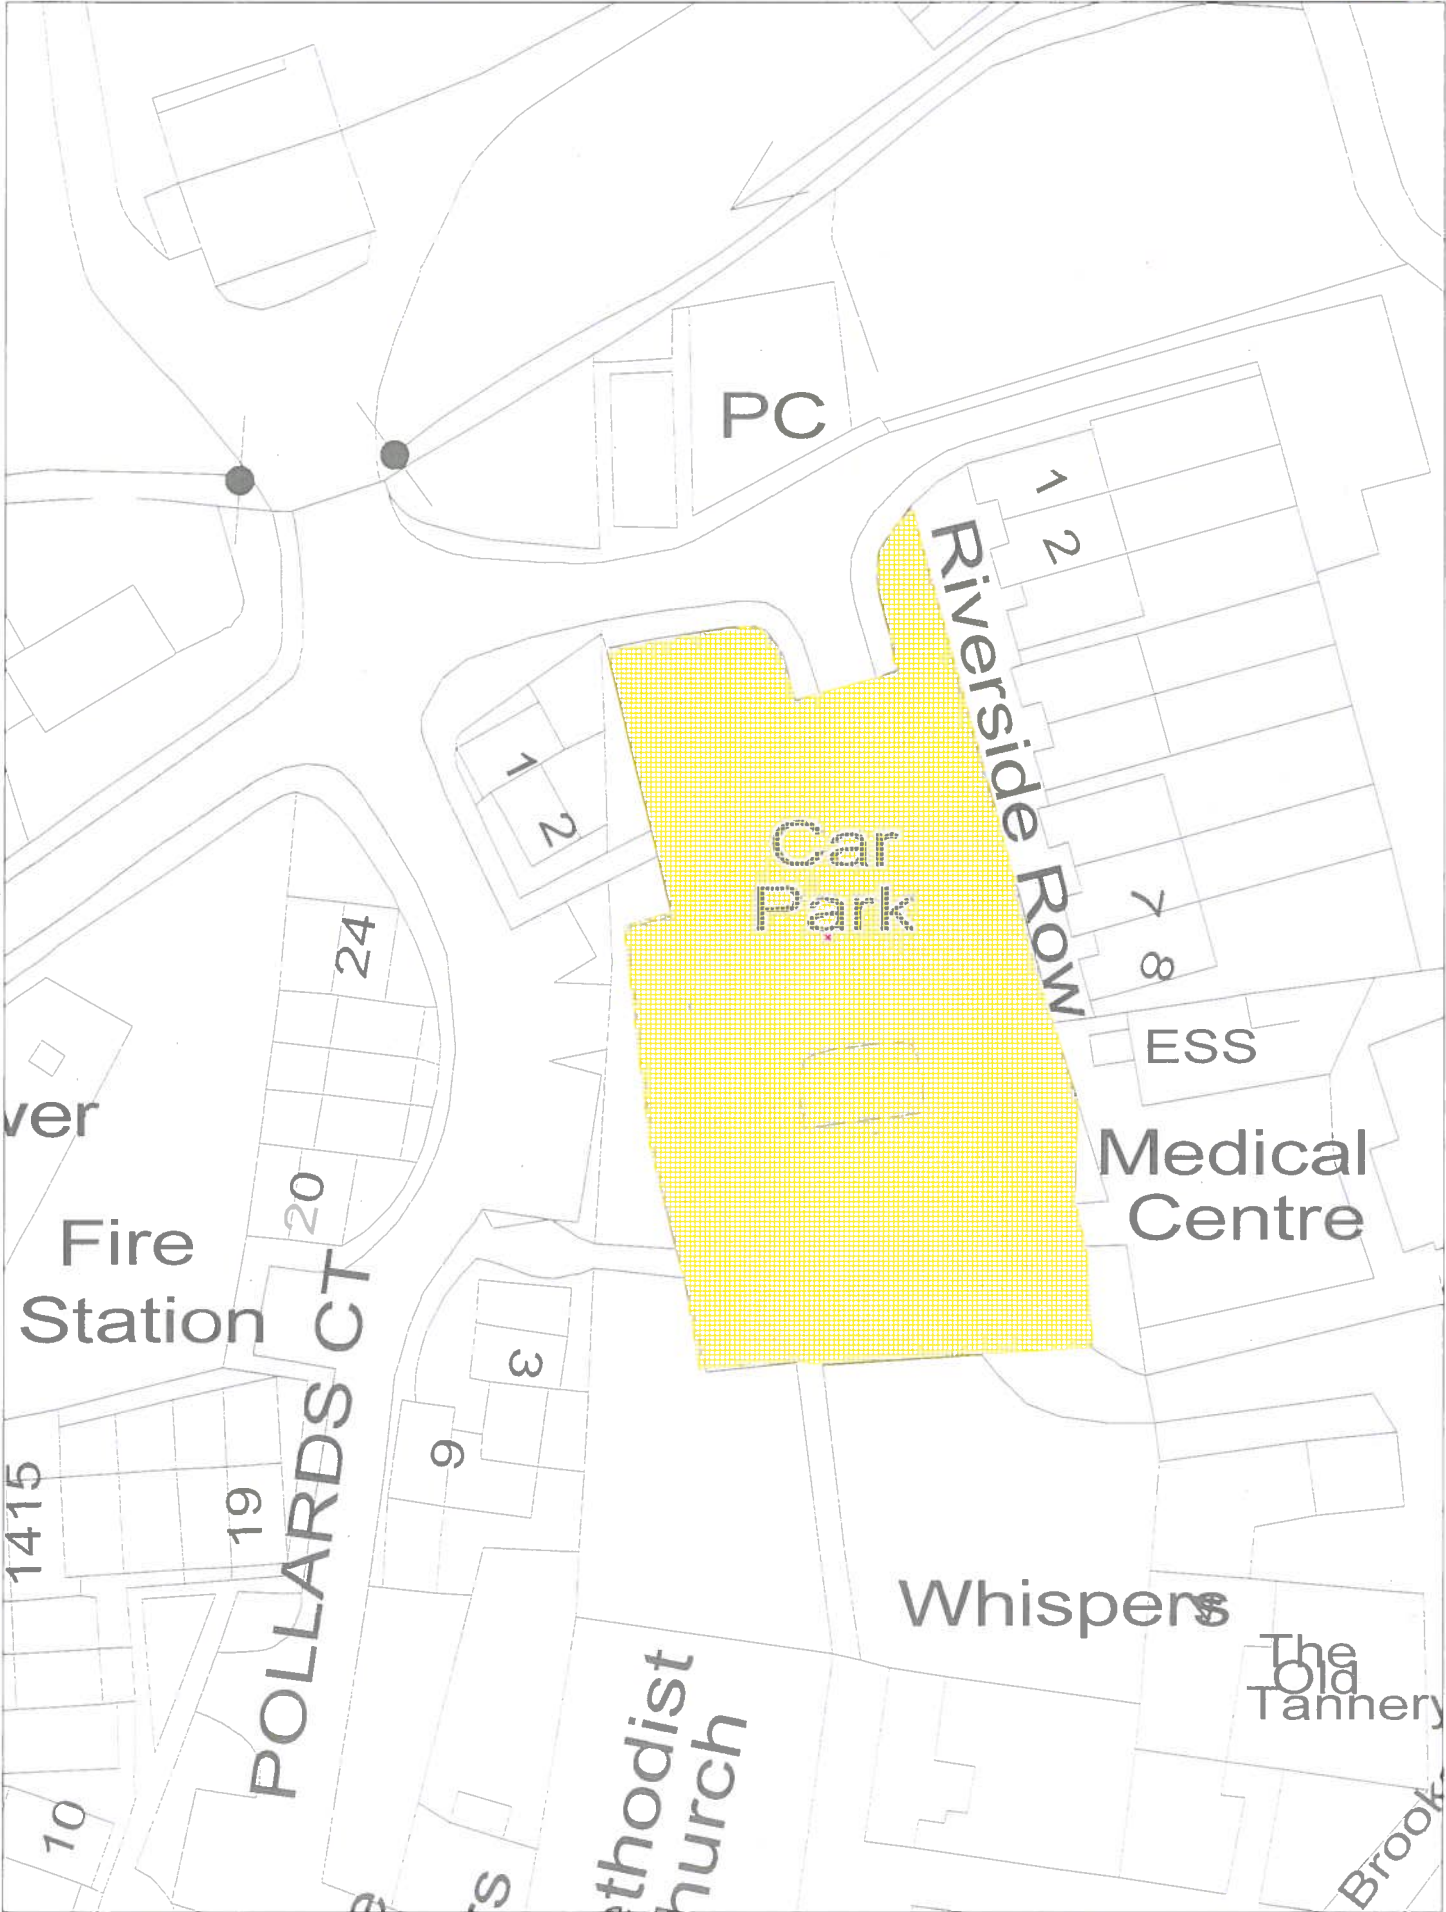 PC
1
2
Riverside Row
1
2
Car
Park
7
8
24
ESS
ver
Medical
Centre
20
Fire
Station
3
9
POLLARDS CT
1415
19
Whispers
The
Old
Tannery
thodist
hurch
10
Brook
rs
e